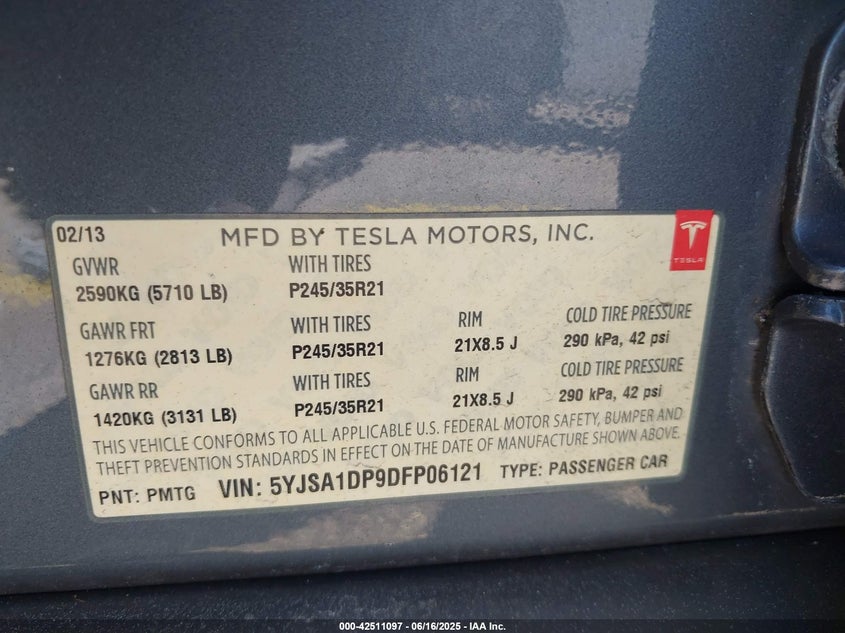 02/13 MFD BY TESLA MOTORS, INC.
TESLA
GVWR WITH TIRES
2590KG (5710 LB) P245/35R21
GAWR FRT WITH TIRES RIM COLD TIRE PRESSURE
1276KG (2813 LB) P245/35R21 21X8.5 J 290 kPa, 42 psi
GAWR RR WITH TIRES RIM COLD TIRE PRESSURE
1420KG (3131 LB) P245/35R21 21X8.5 J 290 kPa, 42 psi
THIS VEHICLE CONFORMS TO ALL APPLICABLE U.S. FEDERAL MOTOR SAFETY, BUMPER AND
THEFT PREVENTION STANDARDS IN EFFECT ON THE DATE OF MANUFACTURE SHOWN ABOVE.
PNT: PMTG VIN: 5YJSA1DP9DFP06121 TYPE: PASSENGER CAR
000-42511097 - 06/16/2025 - IAA Inc.